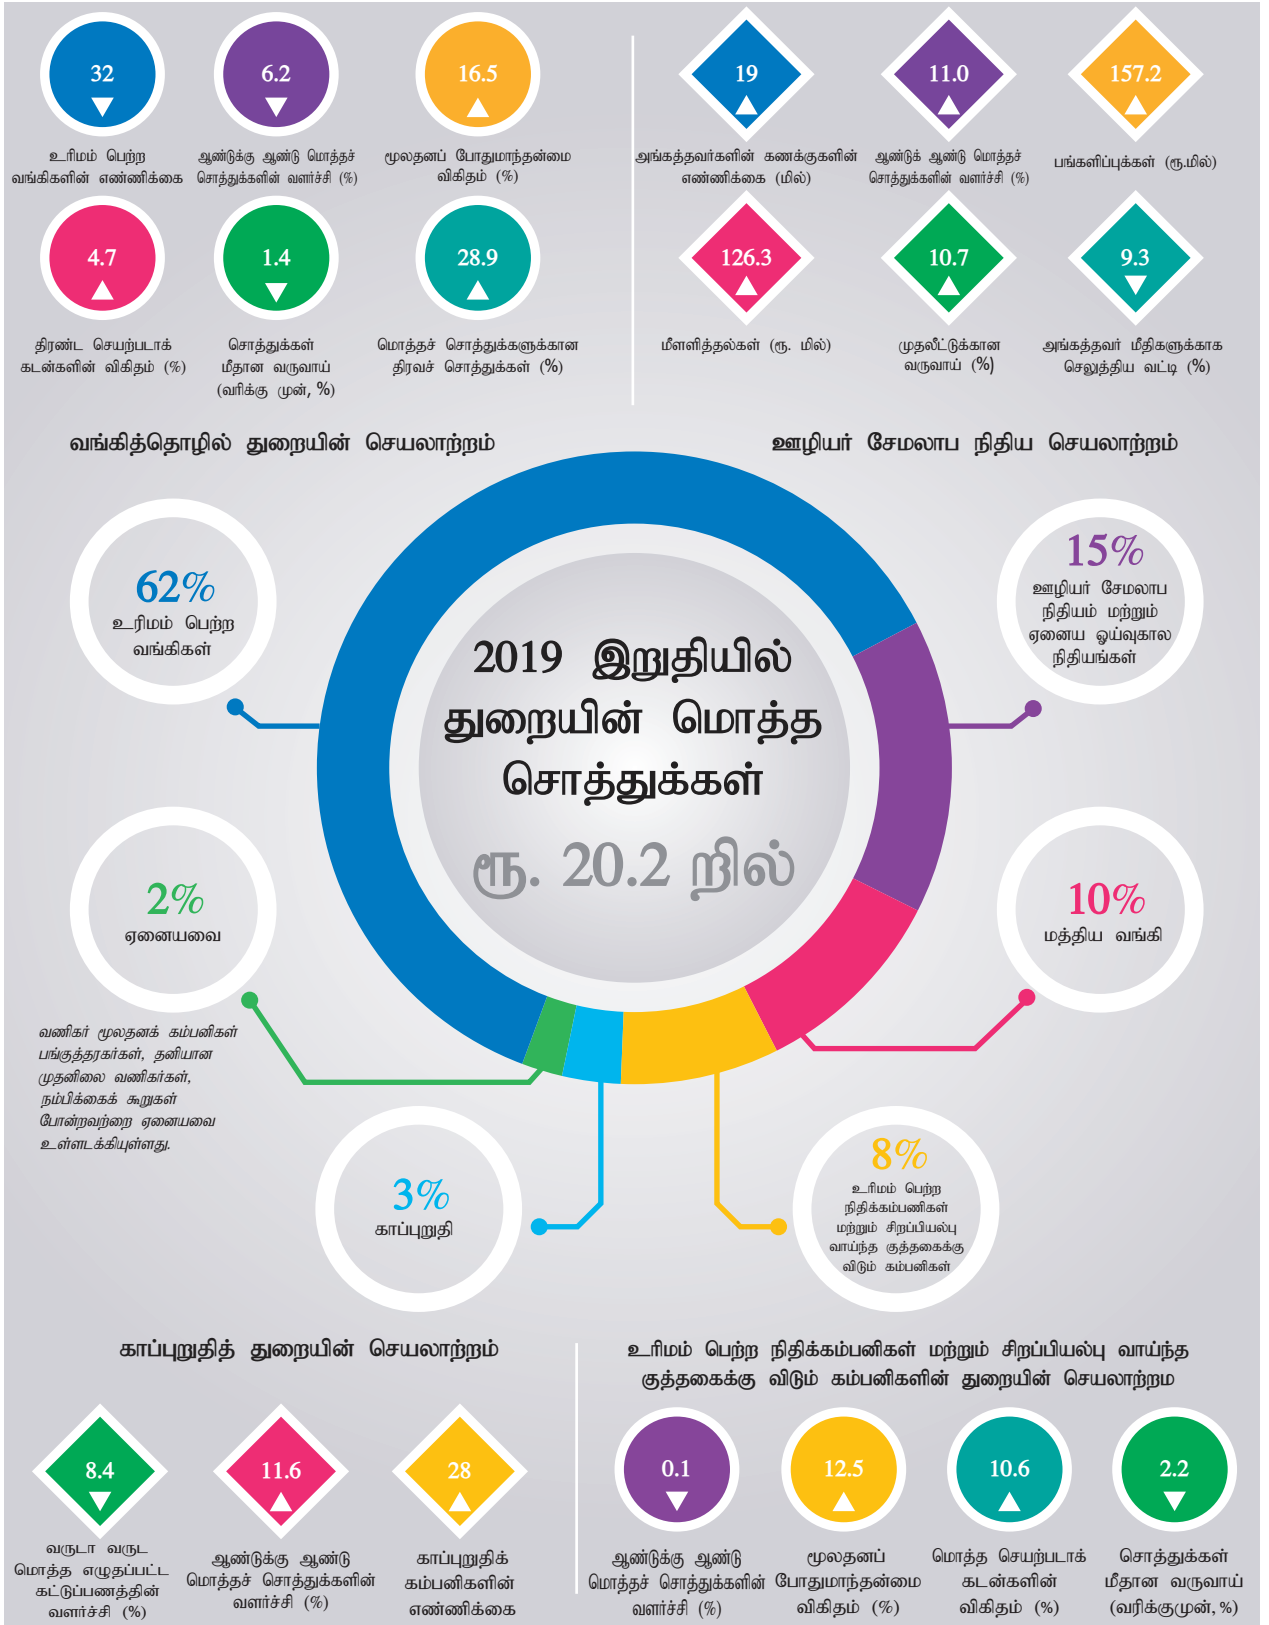 32
உரிமம் பெற்ற
வங்கிகளின் எண்ணிக்கை
6.2
ஆண்டுக்கு ஆண்டு மொத்தச்
சொத்துக்களின் வளர்ச்சி (%)
16.5
மூலதனப் போதுமாந்தன்மை
விகிதம் (%)
4.7
திரண்ட செயற்படாக்
கடன்களின் விகிதம் (%)
1.4
சொத்துக்கள்
மீதான வருவாய்
(வரிக்கு முன், %)
28.9
மொத்தச் சொத்துக்களுக்கான
திரவச் சொத்துக்கள் (%)
வங்கித்தொழில் துறையின் செயலாற்றம்
19
அங்கத்தவர்களின் கணக்குகளின்
எண்ணிக்கை (மில்)
11.0
ஆண்டுக் ஆண்டு மொத்தச்
சொத்துக்களின் வளர்ச்சி (%)
157.2
பங்களிப்புக்கள் (ரூ.மில்)
126.3
மீளளித்தல்கள் (ரூ. மில்)
10.7
முதலீட்டுக்கான
வருவாய் (%)
9.3
அங்கத்தவர் மீதிகளுக்காக
செலுத்திய வட்டி (%)
ஊழியர் சேமலாப நிதிய செயலாற்றம்
62%
உரிமம் பெற்ற
வங்கிகள்
15%
ஊழியர் சேமலாப
நிதியம் மற்றும்
ஏனைய ஓய்வுகால
நிதியங்கள்
2019 இறுதியில்
துறையின் மொத்த
சொத்துக்கள்
ரூ. 20.2 றில்
2%
ஏனையவை
வணிகர் மூலதனக் கம்பனிகள்
பங்குத்தரகர்கள், தனியான
முதனிலை வணிகர்கள்,
நம்பிக்கைக் கூறுகள்
போன்றவற்றை ஏனையவை
உள்ளடக்கியுள்ளது.
10%
மத்திய வங்கி
3%
காப்புறுதி
8%
உரிமம் பெற்ற
நிதிக்கம்பணிகள்
மற்றும் சிறப்பியல்பு
வாய்ந்த குத்தகைக்கு
விடும் கம்பனிகள்
காப்புறுதித் துறையின் செயலாற்றம்
8.4
வருடா வருட
மொத்த எழுதப்பட்ட
கட்டுப்பணத்தின்
வளர்ச்சி (%)
11.6
ஆண்டுக்கு ஆண்டு
மொத்தச் சொத்துக்களின்
வளர்ச்சி (%)
28
காப்புறுதிக்
கம்பனிகளின்
எண்ணிக்கை
உரிமம் பெற்ற நிதிக்கம்பனிகள் மற்றும் சிறப்பியல்பு வாய்ந்த
குத்தகைக்கு விடும் கம்பனிகளின் துறையின் செயலாற்றம
0.1
ஆண்டுக்கு ஆண்டு
மொத்தச் சொத்துக்களின்
வளர்ச்சி (%)
12.5
மூலதனப்
போதுமாந்தன்மை
விகிதம் (%)
10.6
மொத்த செயற்படாக்
கடன்களின்
விகிதம் (%)
2.2
சொத்துக்கள்
மீதான வருவாய்
(வரிக்குமுன், %)